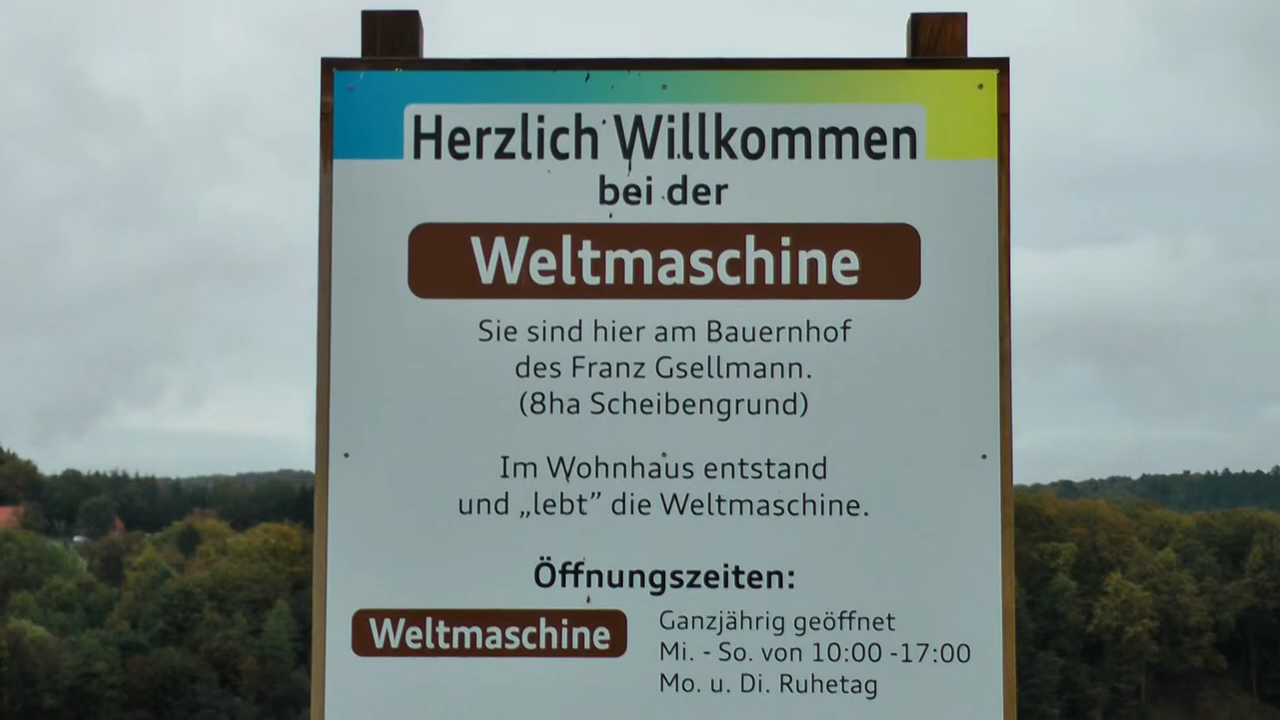 Herzlich Willkommen
bei der
Weltmaschine
Sie sind hier am Bauernhof
des Franz Gsellmann.
(8ha Scheibengrund)
Im Wohnhaus entstand
und „lebt” die Weltmaschine.
Öffnungszeiten:
Weltmaschine
Ganzjährig geöffnet
Mi. - So. von 10:00 -17:00
Mo. u. Di. Ruhetag